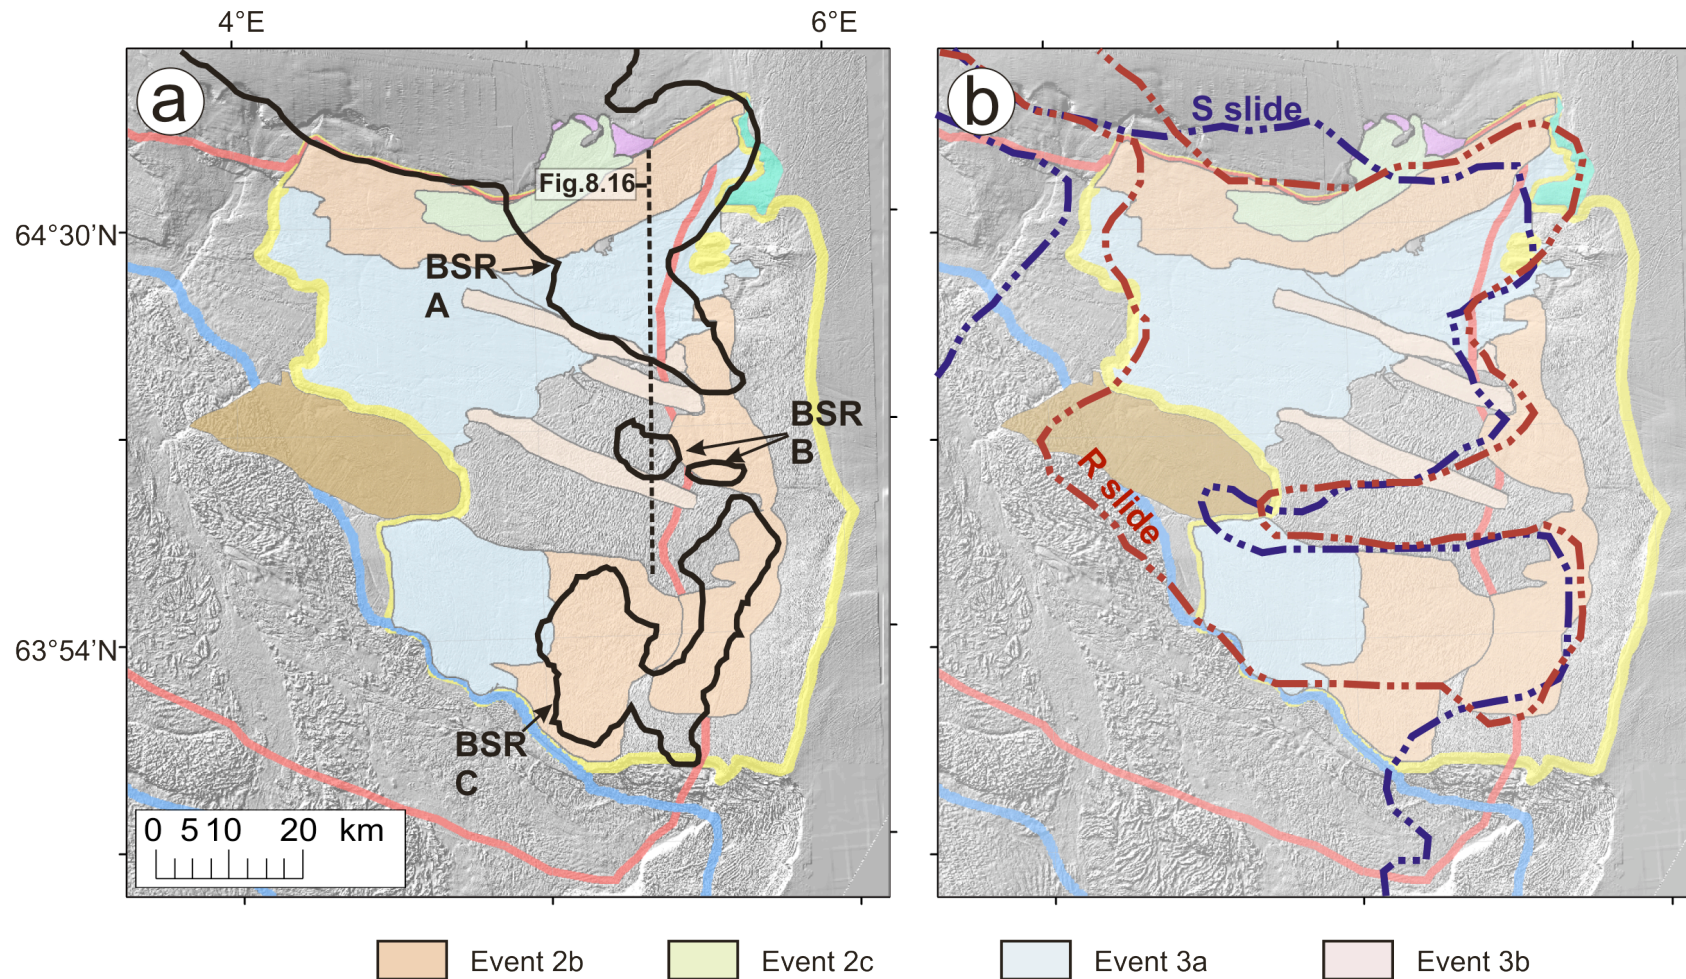 4°E
6°E
a
b
S slide
Fig.8.16
64°30’N
BSR
A
BSR
B
R slide
63°54’N
BSR
C
0 5 10 20 km
Event 2b
Event 2c
Event 3a
Event 3b